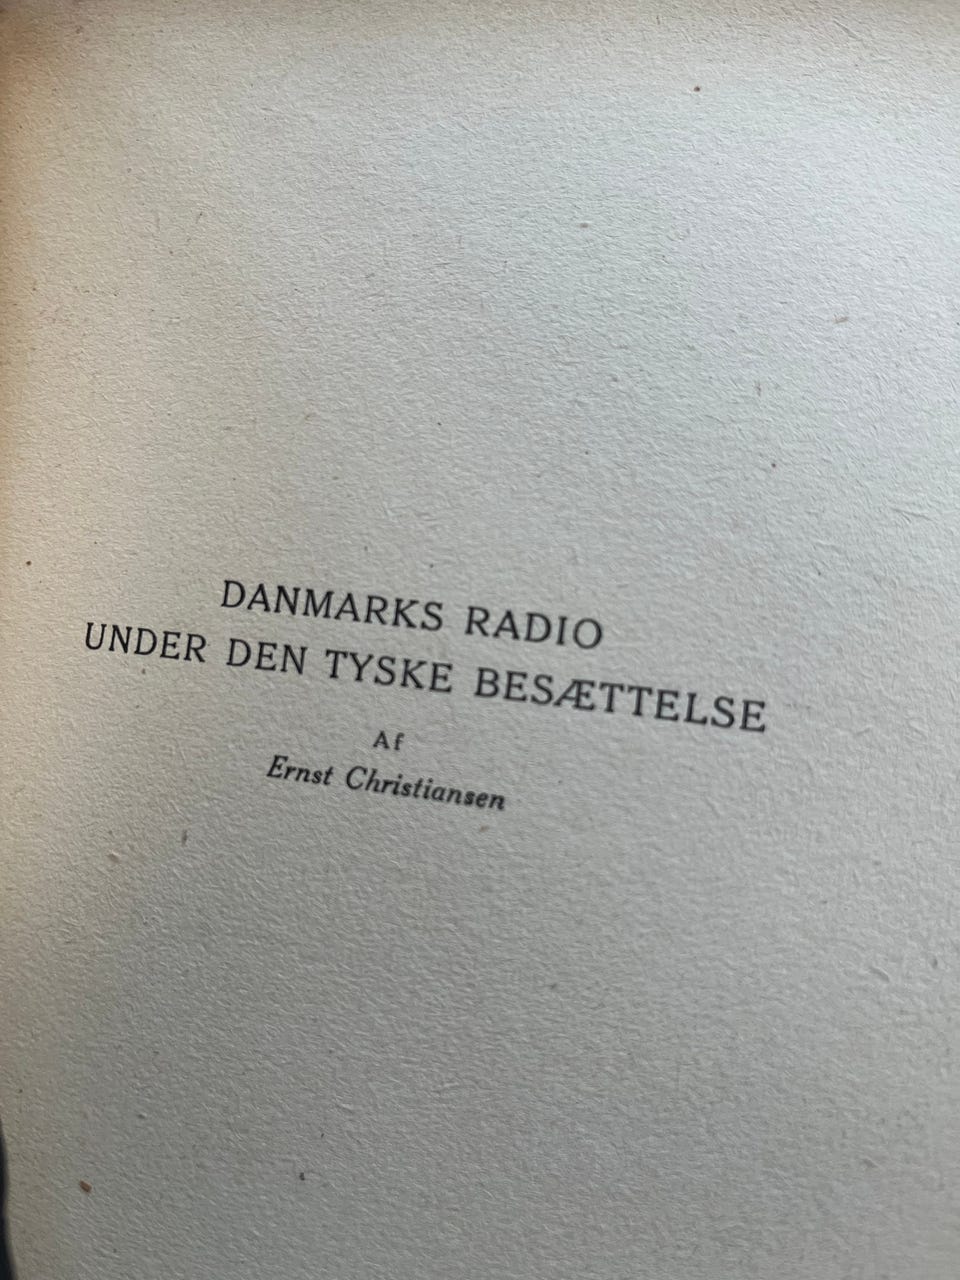 DANMARKS RADIO
UNDER DEN TYSKE BESÆTTELSE
Af
Ernst Christiansen